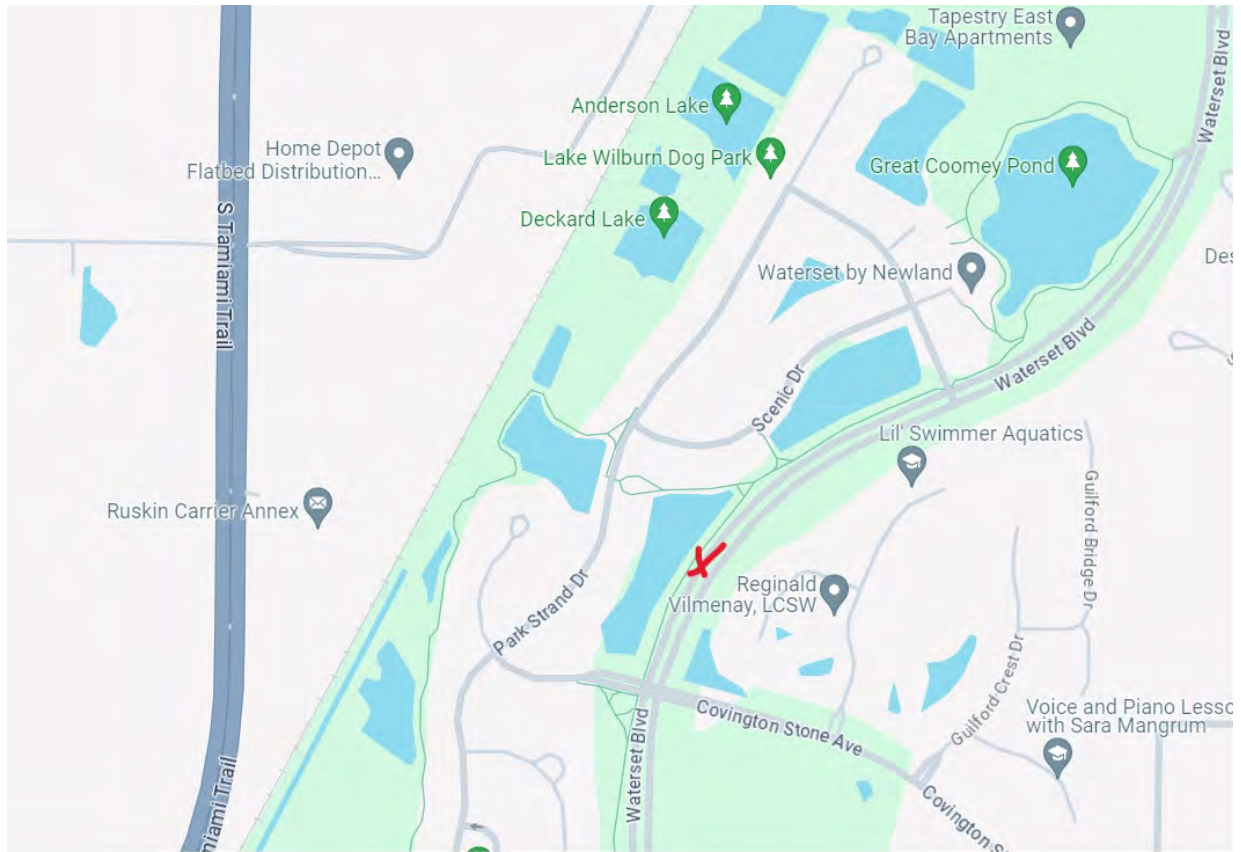 Tapestry East
Bay Apartments
Waterset Blvd
Anderson Lake
Home Depot
Flatbed Distribution...
Lake Wilburn Dog Park
Great Coomey Pond
Deckard Lake
S Tamiami Trail
Waterset by Newland
Des
Waterset Blvd
Scenic Dr
Lil' Swimmer Aquatics
Guilford Bridge Dr
Ruskin Carrier Annex
Reginald
Vilmenay, LCSW
Park Strand Dr
Guilford Crest Dr
Voice and Piano Lesso
with Sara Mangrum
Covington Stone Ave
Waterset Blvd
miami Trail
Covington S